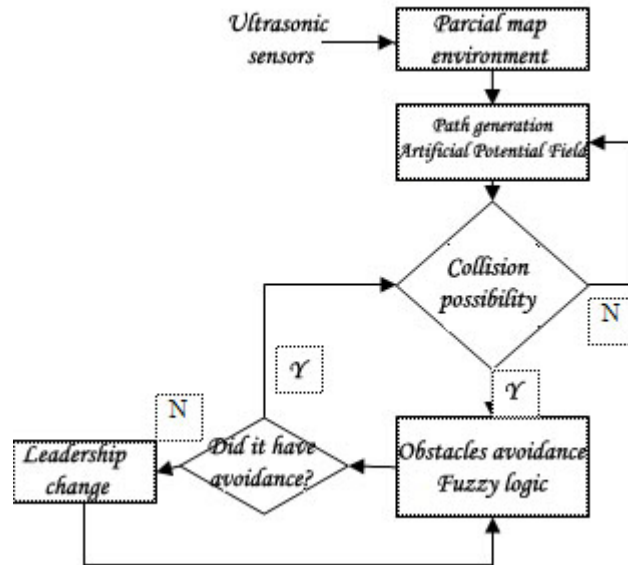 Ultrasonic
sensors
Parcial map
environment
Path generation
Artificial Potential Field
Collision
possibility
N
Y
Y
N
Did it have
avoidance?
Obstacles avoidance
Fuzzy logic
Leadership
change